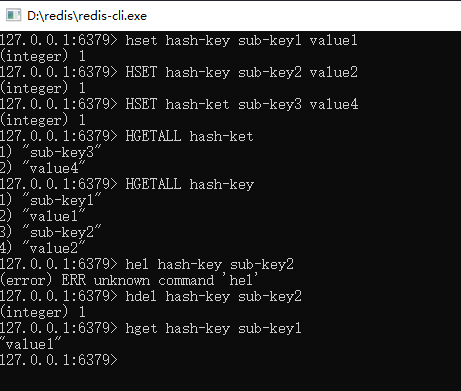 D:\redis\redis-cli.exe
127.0.0.1:6379> hset hash-key sub-key1 value1
(integer) 1
127.0.0.1:6379> HSET hash-key sub-key2 value2
(integer) 1
127.0.0.1:6379> HSET hash-ket sub-key3 value4
(integer) 1
127.0.0.1:6379> HGETALL hash-ket
1) "sub-key3"
2) "value4"
127.0.0.1:6379> HGETALL hash-key
1) "sub-key1"
2) "value1"
3) "sub-key2"
4) "value2"
127.0.0.1:6379> hel hash-key sub-key2
(error) ERR unknown command 'hel'
127.0.0.1:6379> hdel hash-key sub-key2
(integer) 1
127.0.0.1:6379> hget hash-key sub-key1
"value1"
127.0.0.1:6379>